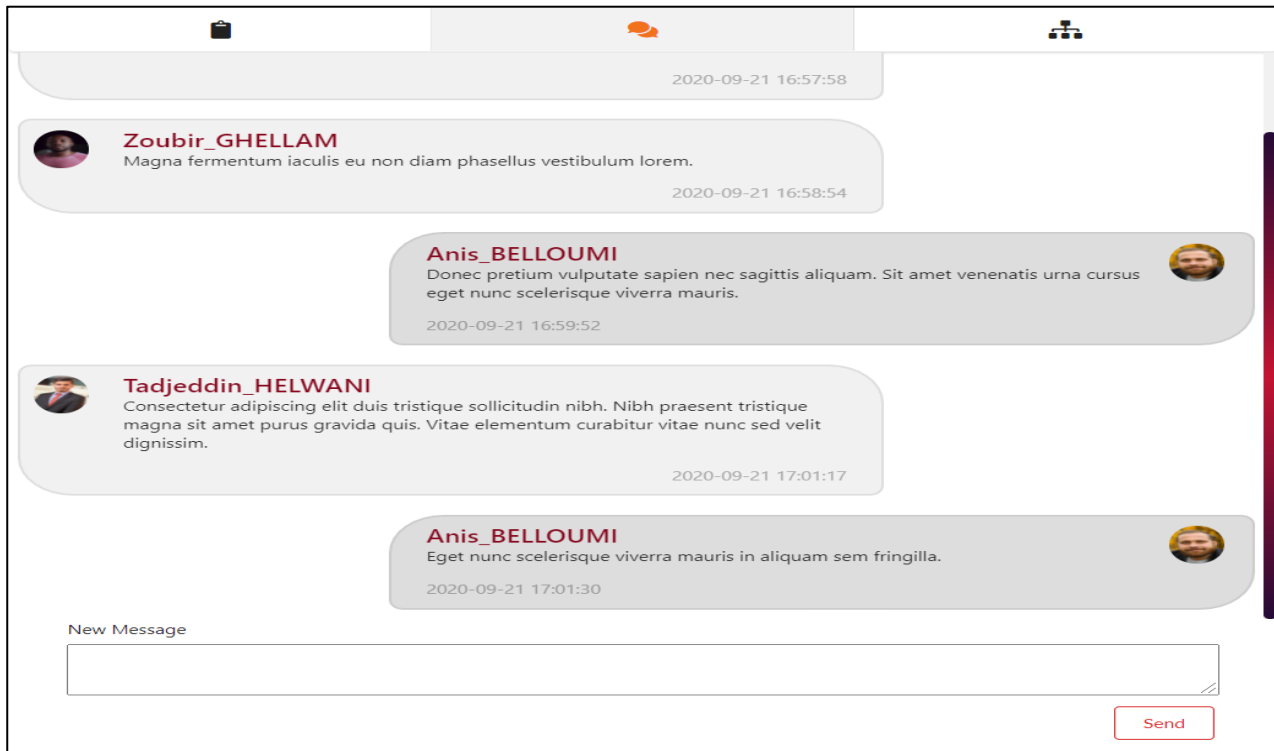 2020-09-21 16:57:58
Zoubir_GHELLAM
Magna fermentum iaculis eu non diam phasellus vestibulum lorem.
2020-09-21 16:58:54
Anis_BELLOUMI
Donec pretium vulputate sapien nec sagittis aliquam. Sit amet venenatis urna cursus
eget nunc scelerisque viverra mauris.
2020-09-21 16:59:52
Tadjeddin_HELWANI
Consectetur adipiscing elit duis tristique sollicitudin nibh. Nibh praesent tristique
magna sit amet purus gravida quis. Vitae elementum curabitur vitae nunc sed velit
dignissim.
2020-09-21 17:01:17
Anis_BELLOUMI
Eget nunc scelerisque viverra mauris in aliquam sem fringilla.
2020-09-21 17:01:30
New Message
Send